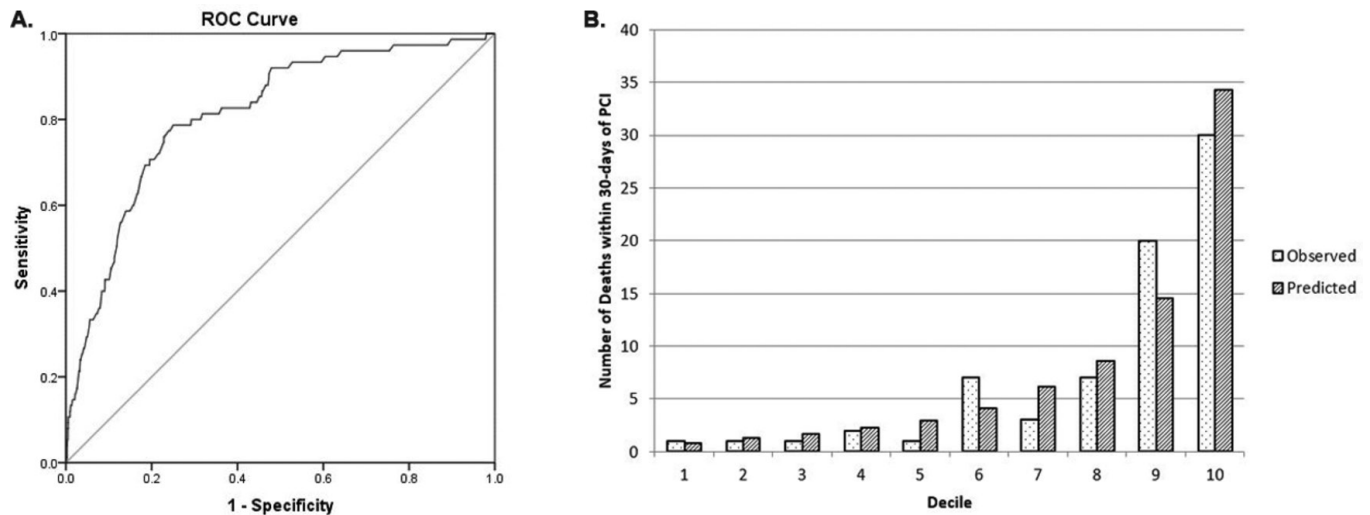 A.
ROC Curve
1.0
0.8
0.6
0.4
0.2
0.0
Sensitivity
0.0 0.2 0.4 0.6 0.8 1.0
1 - Specificity
B.
40
35
30
25
20
15
10
5
0
Number of Deaths within 30-days of PCI
1 2 3 4 5 6 7 8 9 10
Decile
Observed
Predicted